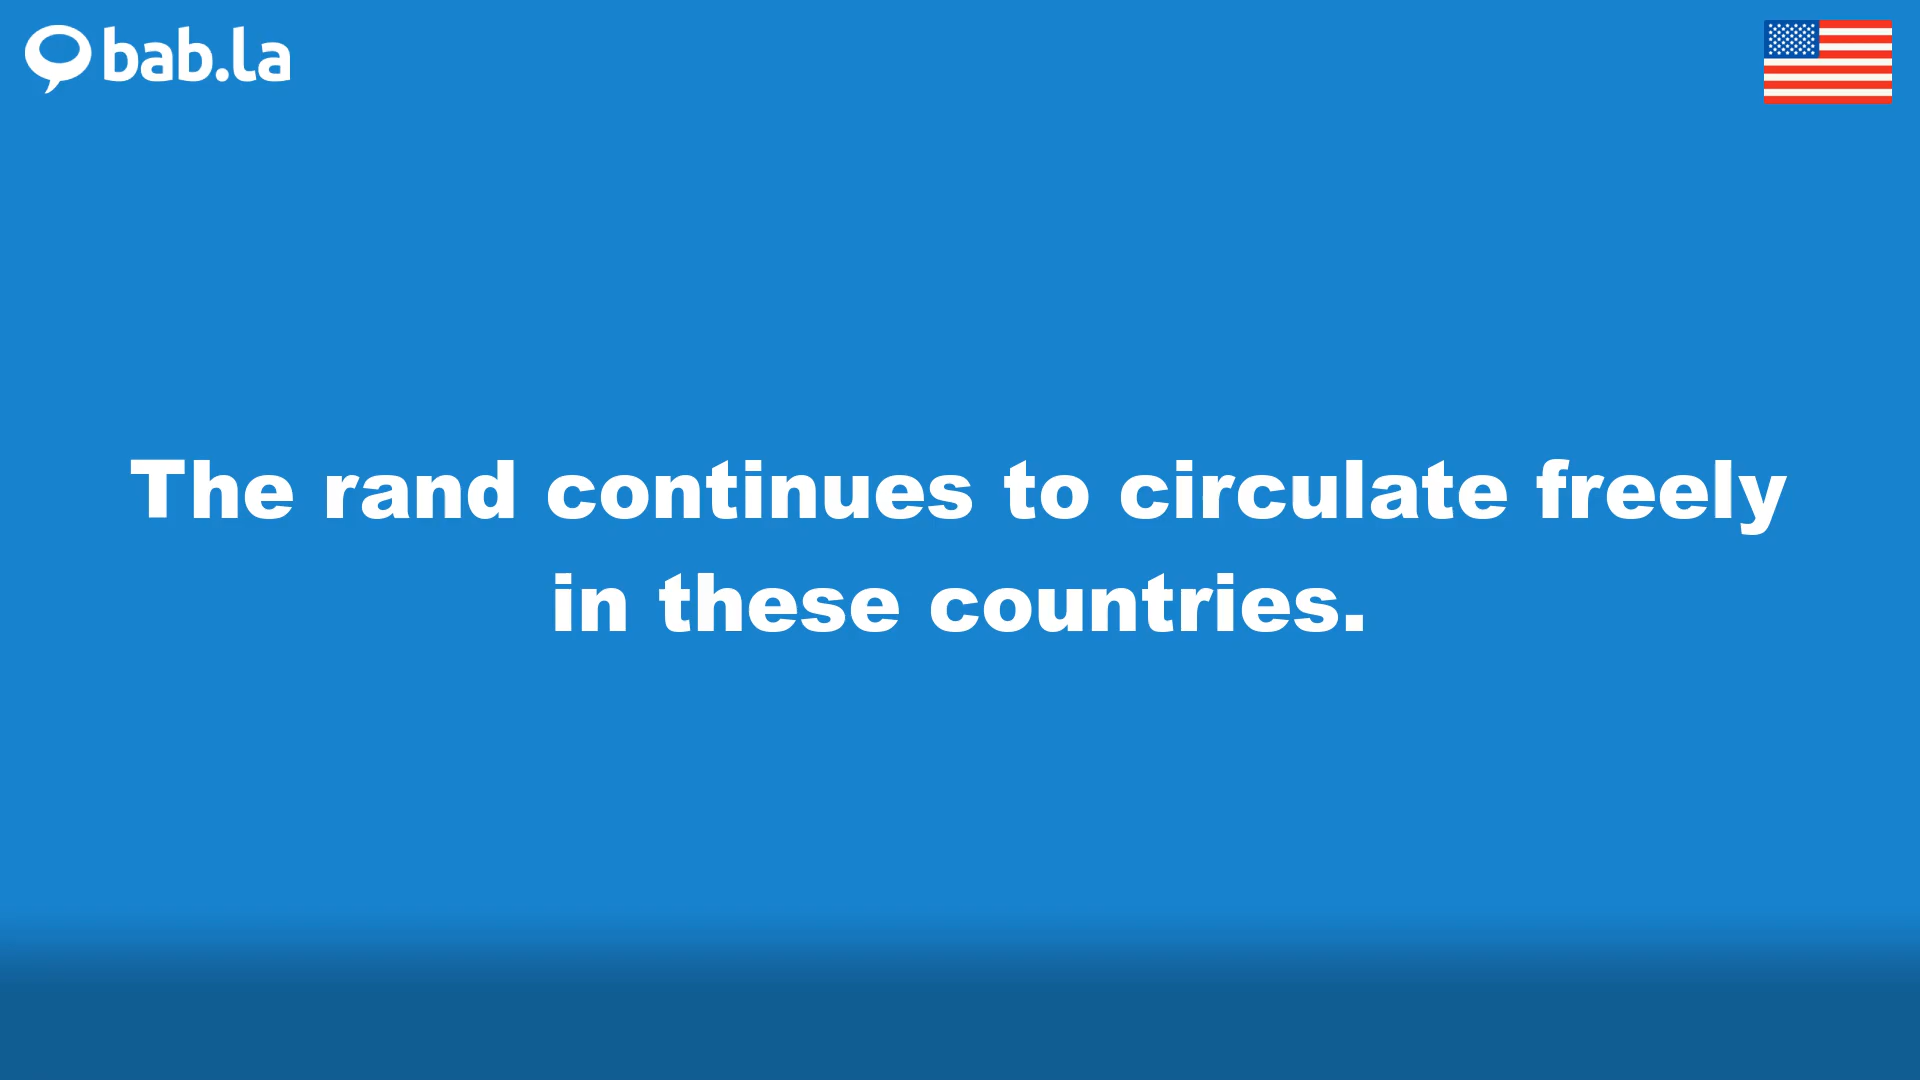 bab.la
The rand continues to circulate freely
in these countries.